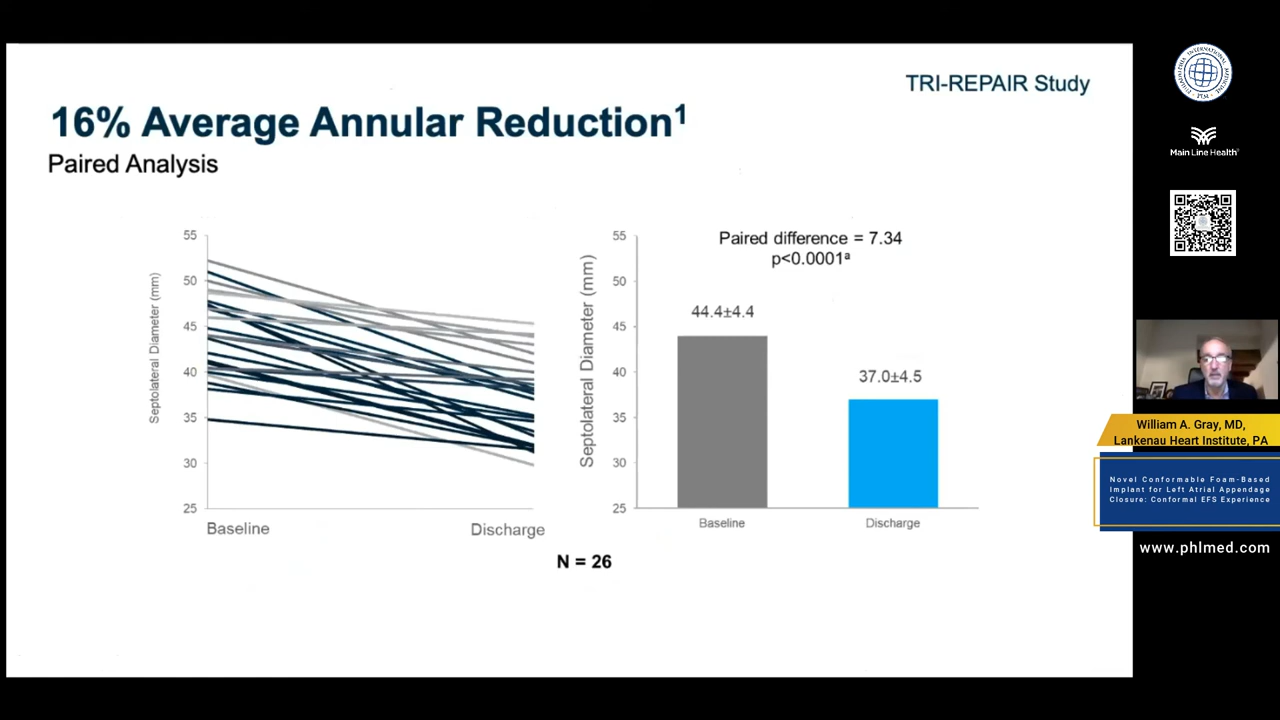 TRI-REPAIR Study
16% Average Annular Reduction¹
Paired Analysis
Septolateral Diameter (mm)
55
50
45
40
35
30
25
Baseline
Discharge
Septolateral Diameter (mm)
55
50
45
40
35
30
25
Paired difference = 7.34
p<0.0001ᵃ
44.4±4.4
37.0±4.5
Baseline
Discharge
N = 26
PHILADELPHIA INTERNATIONAL MEDICINE
Main Line Health®
William A. Gray, MD,
Lankenau Heart Institute, PA
Novel Conformable Foam-Based
Implant for Left Atrial Appendage
Closure: Conformal EFS Experience
www.phlmed.com